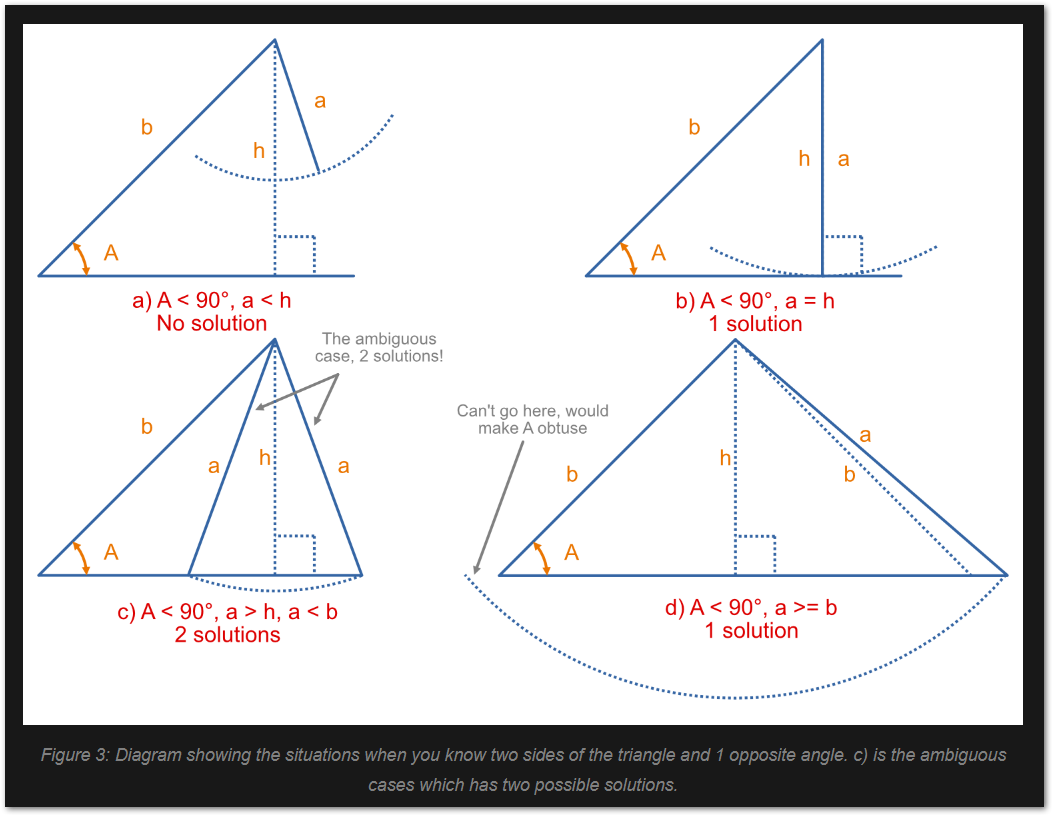 b
a
h
A
a) A < 90°, a < h
No solution
b
h
a
A
b) A < 90°, a = h
1 solution
The ambiguous
case, 2 solutions!
b
a
h
a
A
c) A < 90°, a > h, a < b
2 solutions
Can't go here, would
make A obtuse
b
h
a
b
A
d) A < 90°, a >= b
1 solution
Figure 3: Diagram showing the situations when you know two sides of the triangle and 1 opposite angle. c) is the ambiguous
cases which has two possible solutions.